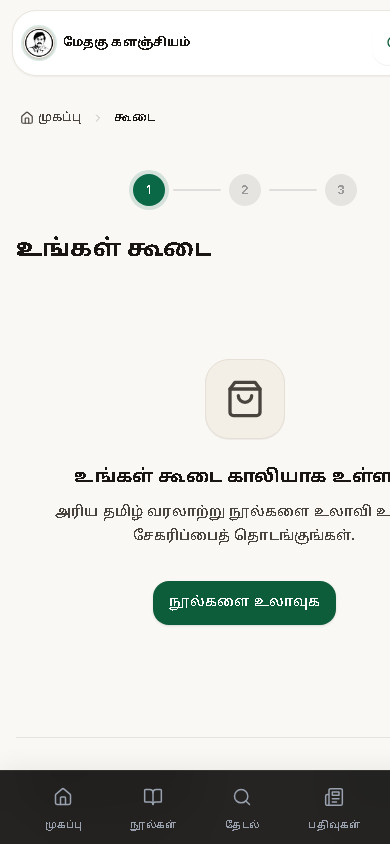 மேதகு களஞ்சியம்
முகப்பு
கூடை
1 2 3
உங்கள் கூடை
உங்கள் கூடை காலியாக
அரிய தமிழ் வரலாற்று நூல்களை உலாவி
சேகரிப்பைத் தொடங்குங்கள்.
நூல்களை உலாவுக
முகப்பு நூல்கள் தேடல் பதிவுகள்